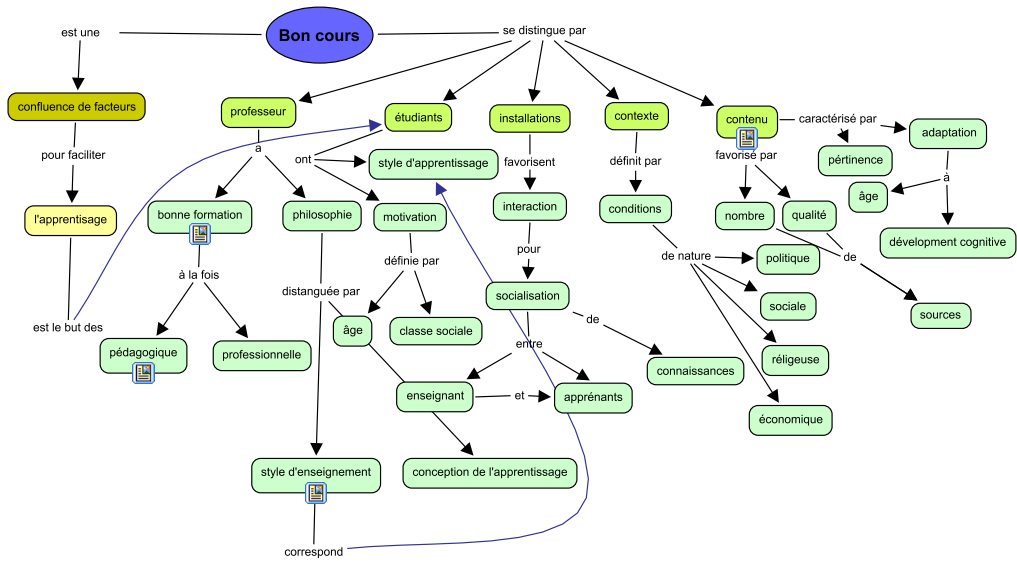 Bon cours
est une
se distingue par
confluence de facteurs
professeur
étudiants
installations
contexte
contenu
caractérisé par
adaptation
pour faciliter
a
ont
style d'apprentissage
favorisent
définit par
favorisé par
pértinence
à
âge
l'apprentisage
bonne formation
philosophie
motivation
interaction
conditions
nombre
qualité
dévelopment cognitive
à la fois
définie par
pour
de nature
politique
de
distanguée par
socialisation
sociale
sources
est le but des
âge
classe sociale
de
entre
pédagogique
professionnelle
connaissances
réligeuse
enseignant
et
apprénants
économique
style d'enseignement
conception de l'apprentissage
correspond